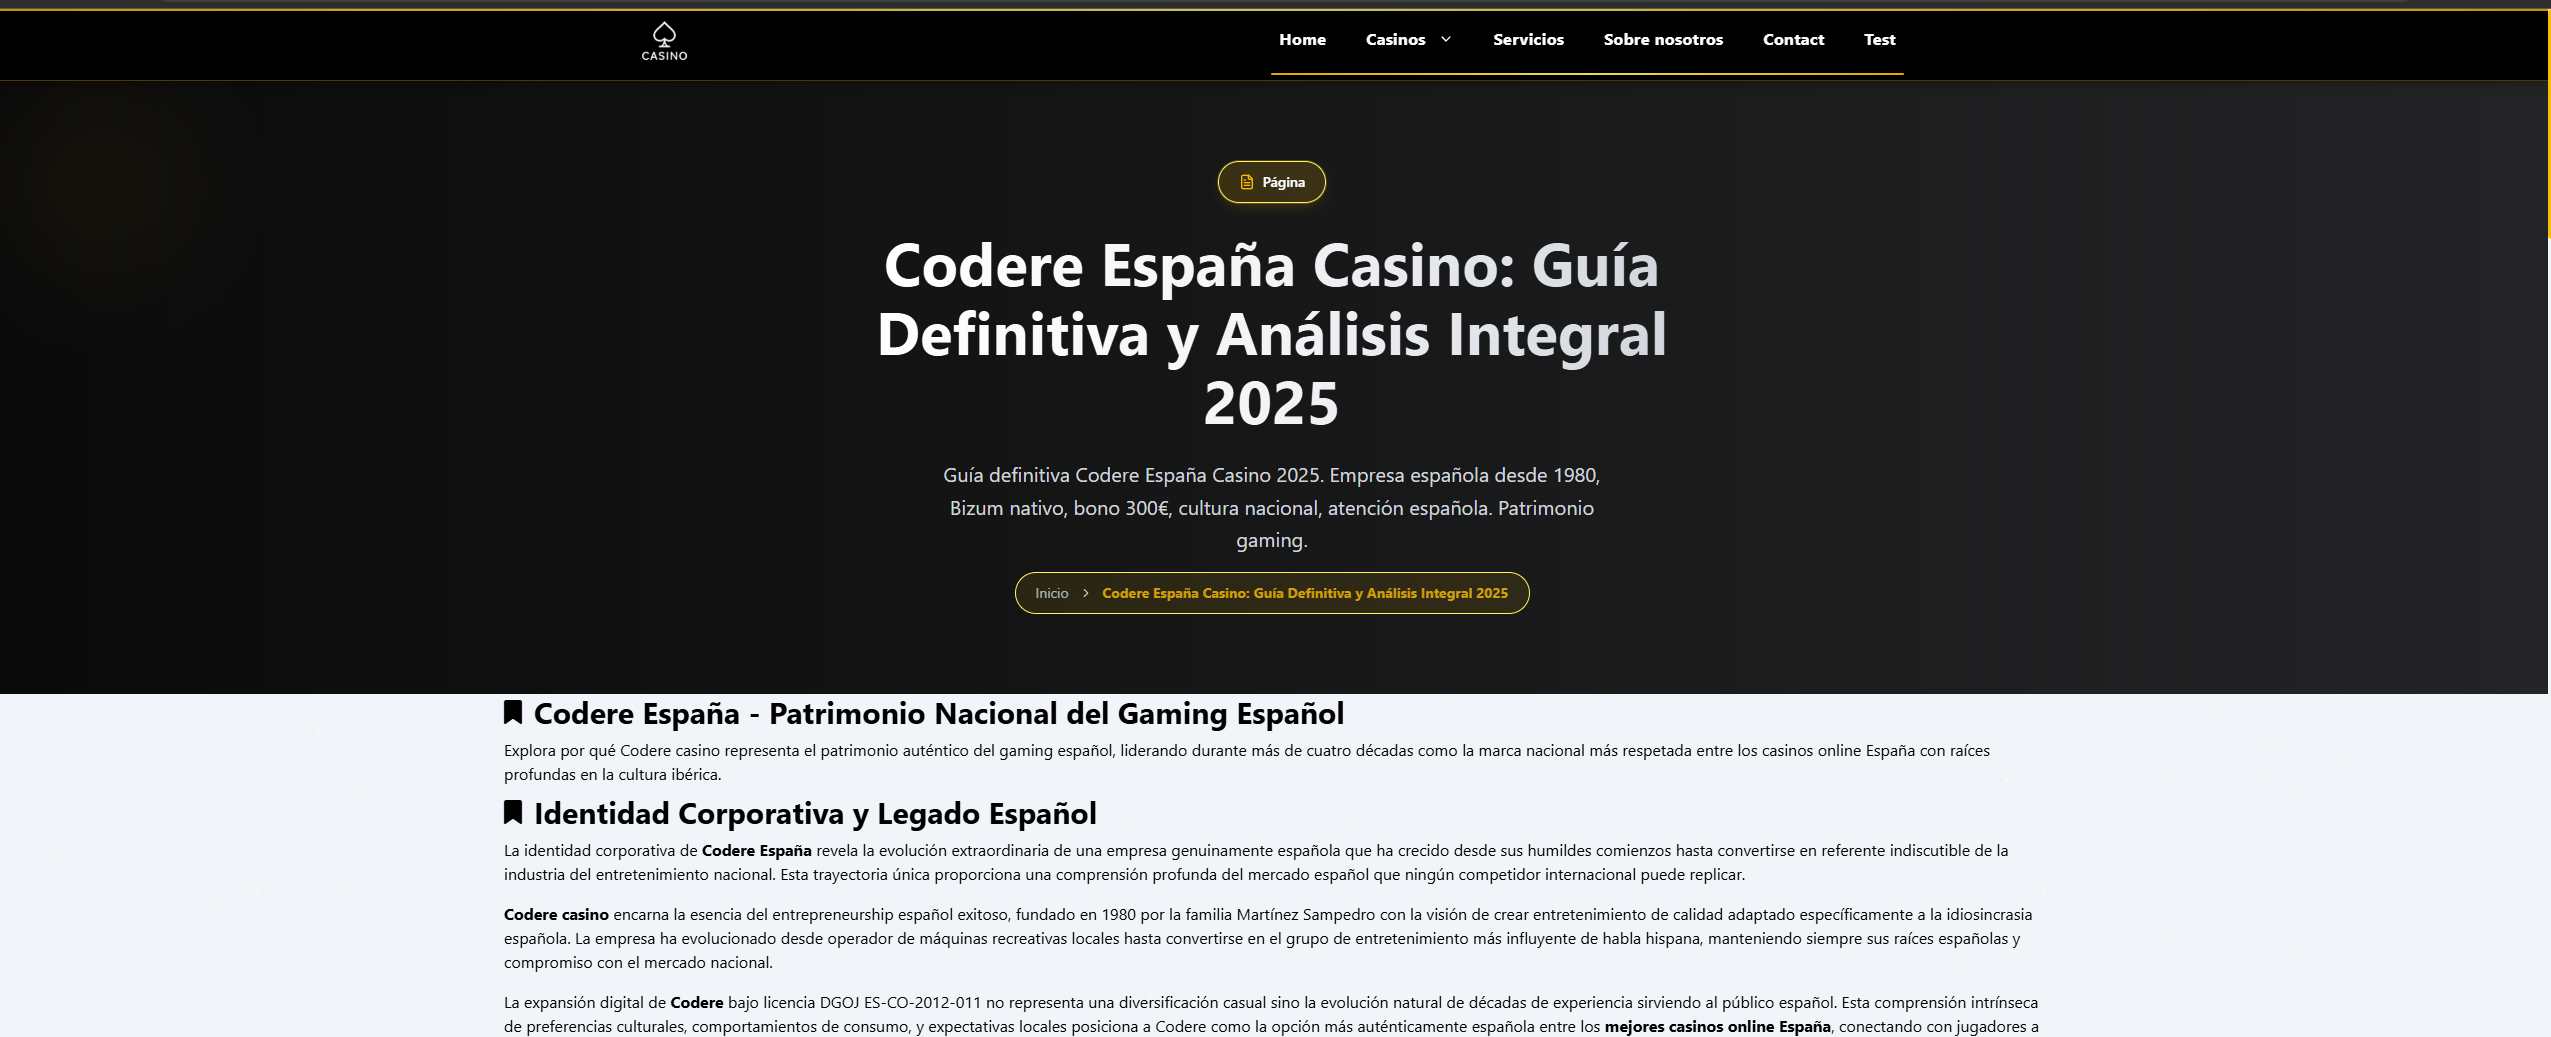 CASINO
Home Casinos Servicios Sobre nosotros Contact Test
Página
Codere España Casino: Guía
Definitiva y Análisis Integral
2025
Guía definitiva Codere España Casino 2025. Empresa española desde 1980,
Bizum nativo, bono 300€, cultura nacional, atención española. Patrimonio
gaming.
Inicio > Codere España Casino: Guía Definitiva y Análisis Integral 2025
Codere España - Patrimonio Nacional del Gaming Español
Explora por qué Codere casino representa el patrimonio auténtico del gaming español, liderando durante más de cuatro décadas como la marca nacional más respetada entre los casinos online España con raíces
profundas en la cultura ibérica.
Identidad Corporativa y Legado Español
La identidad corporativa de Codere España revela la evolución extraordinaria de una empresa genuinamente española que ha crecido desde sus humildes comienzos hasta convertirse en referente indiscutible de la
industria del entretenimiento nacional. Esta trayectoria única proporciona una comprensión profunda del mercado español que ningún competidor internacional puede replicar.
Codere casino encarna la esencia del entrepreneurship español exitoso, fundado en 1980 por la familia Martínez Sampedro con la visión de crear entretenimiento de calidad adaptado específicamente a la idiosincrasia
española. La empresa ha evolucionado desde operador de máquinas recreativas locales hasta convertirse en el grupo de entretenimiento más influyente de habla hispana, manteniendo siempre sus raíces españolas y
compromiso con el mercado nacional.
La expansión digital de Codere bajo licencia DGOJ ES-CO-2012-011 no representa una diversificación casual sino la evolución natural de décadas de experiencia sirviendo al público español. Esta comprensión intrínseca
de preferencias culturales, comportamientos de consumo, y expectativas locales posiciona a Codere como la opción más auténticamente española entre los mejores casinos online España, conectando con jugadores a